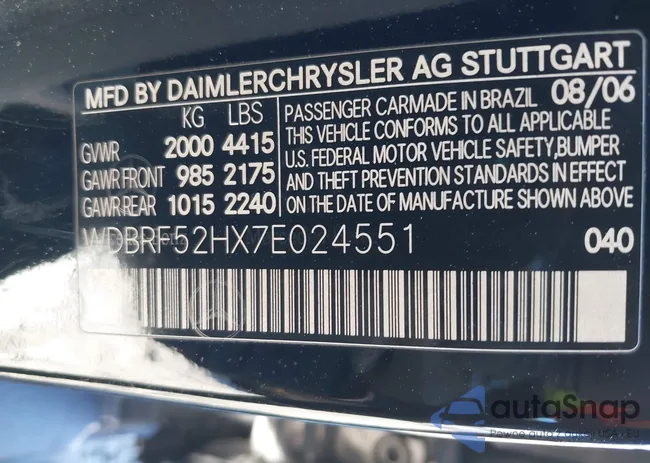 MFD BY DAIMLERCHRYSLER AG STUTTGART
KG LBS
GVWR 2000 4415
GAWR FRONT 985 2175
GAWR REAR 1015 2240
PASSENGER CARMADE IN BRAZIL 08/06
THIS VEHICLE CONFORMS TO ALL APPLICABLE
U.S. FEDERAL MOTOR VEHICLE SAFETY,BUMPER
AND THEFT PREVENTION STANDARDS IN EFFECT
ON THE DATE OF MANUFACTURE SHOWN ABOVE
WDBRF52HX7E024551 040
autaSnap